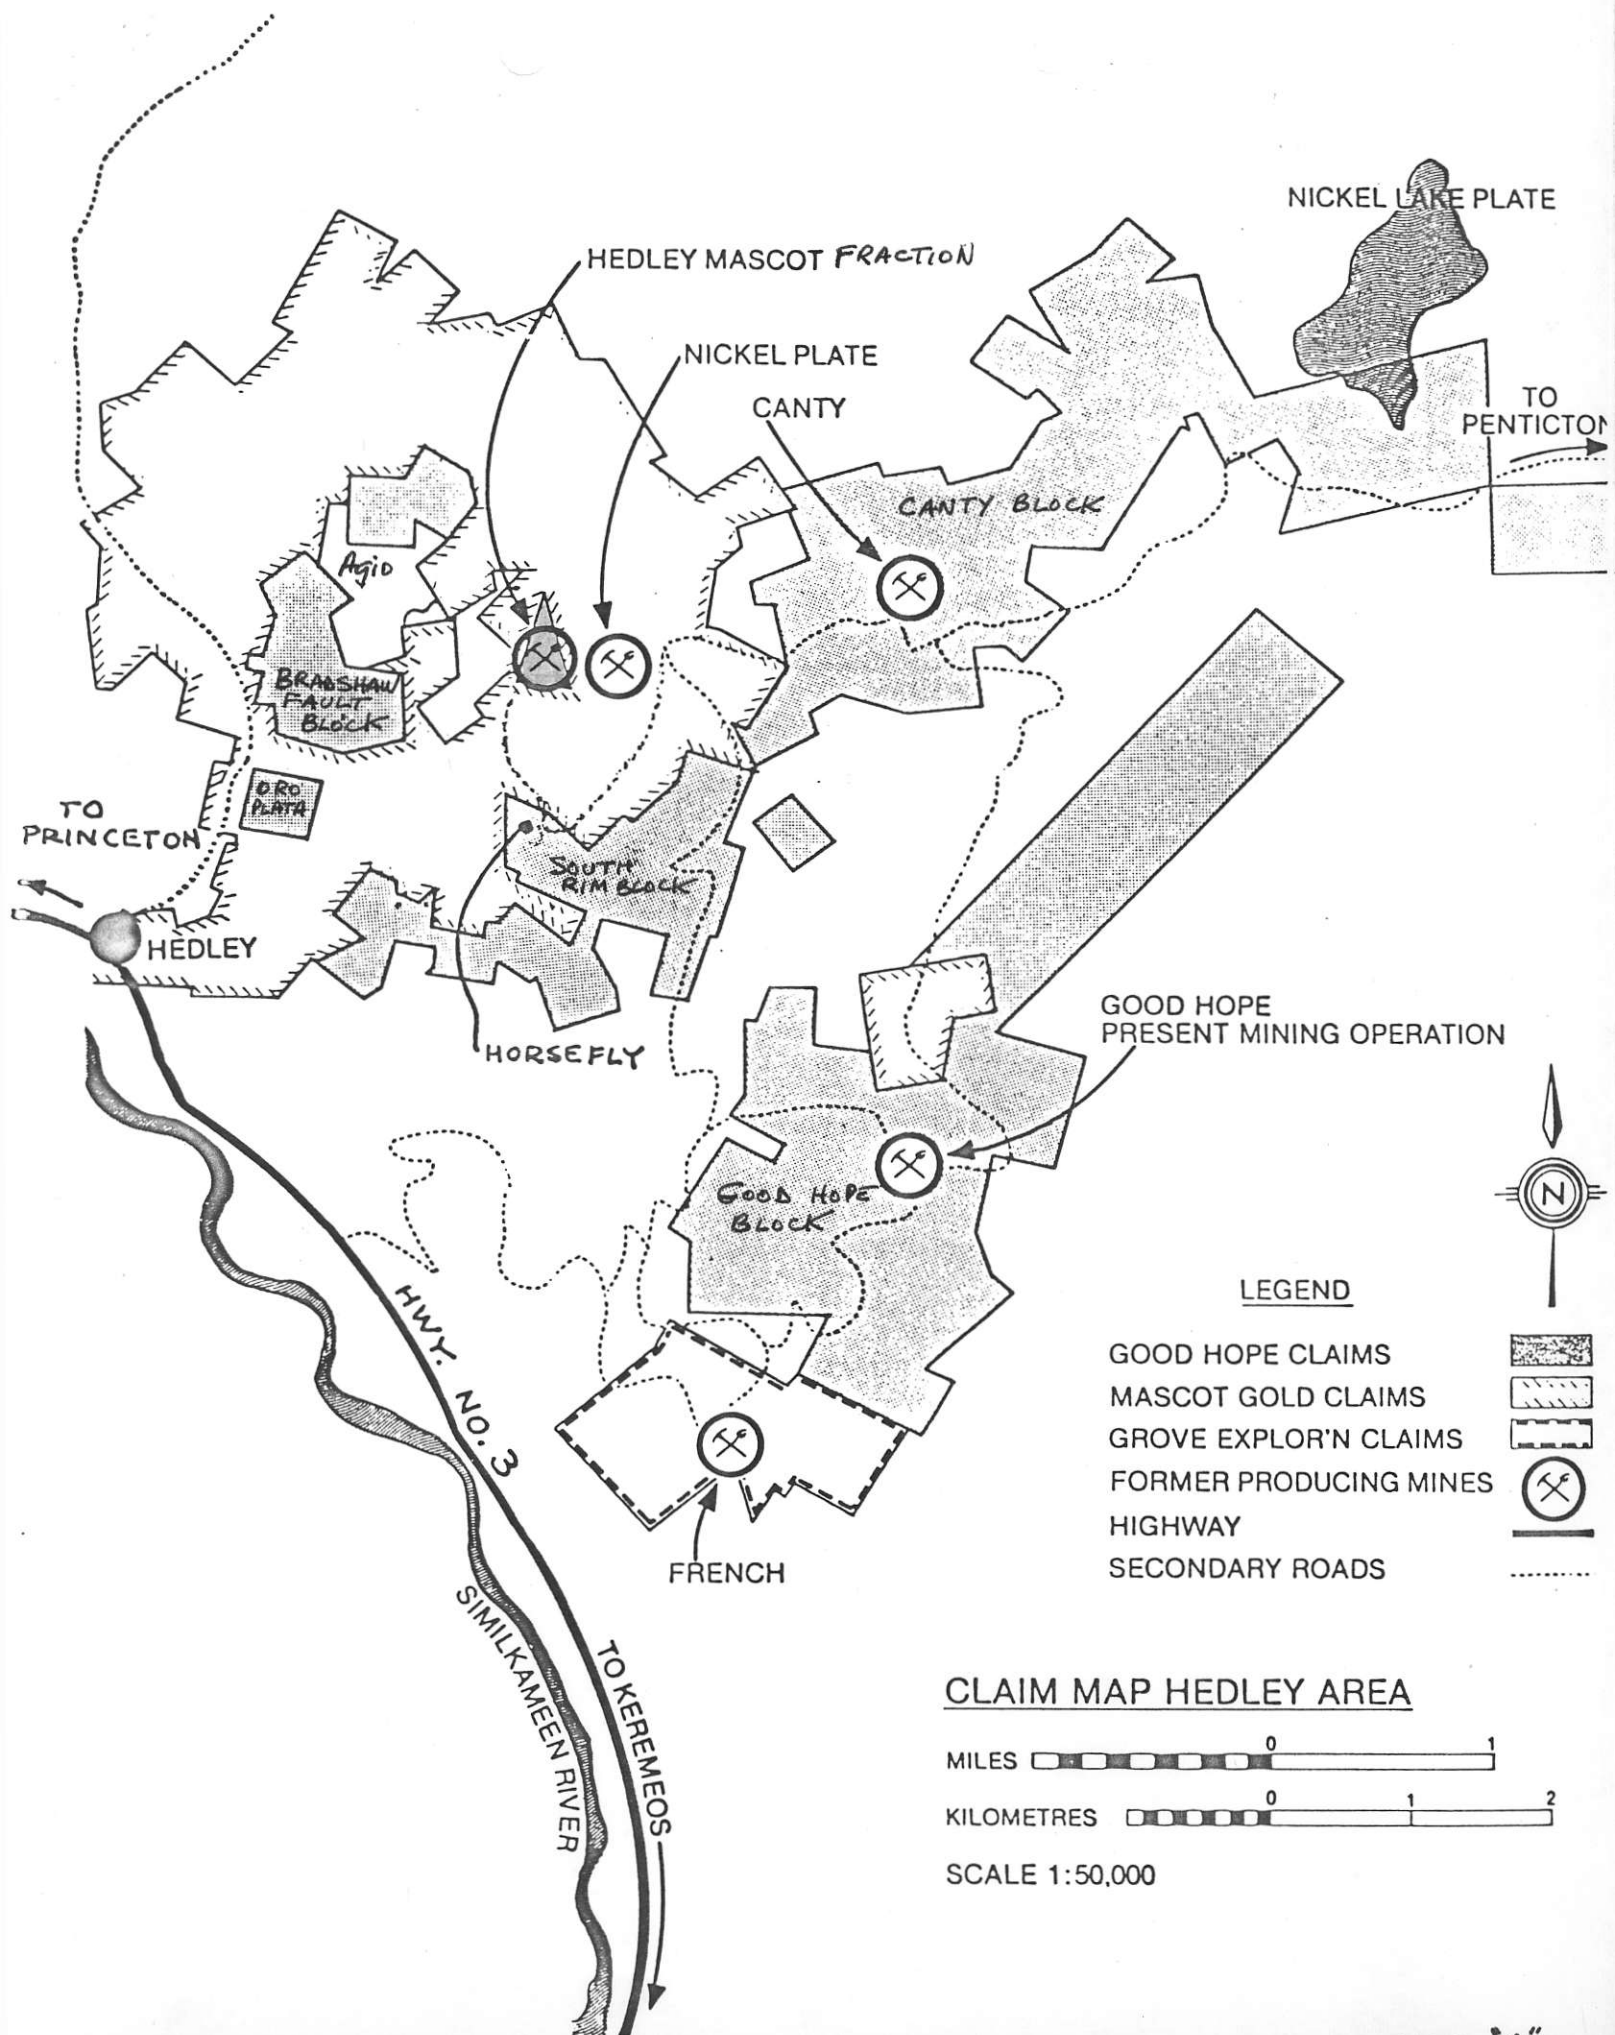 NICKEL LAKE PLATE
HEDLEY MASCOT FRACTION
NICKEL PLATE
CANTY
TO
PENTICTON
CANTY BLOCK
Agio
BRADSHAW
FAULT
BLOCK
ORO
PLATA
TO
PRINCETON
SOUTH
RIM BLOCK
HEDLEY
HORSEFLY
GOOD HOPE
PRESENT MINING OPERATION
GOOD HOPE
BLOCK
N
HWY. NO. 3
FRENCH
SIMILKAMEEN RIVER
TO KEREMEOS
LEGEND
GOOD HOPE CLAIMS
MASCOT GOLD CLAIMS
GROVE EXPLOR'N CLAIMS
FORMER PRODUCING MINES
HIGHWAY
SECONDARY ROADS
CLAIM MAP HEDLEY AREA
MILES 0 1
KILOMETRES 0 1 2
SCALE 1:50,000